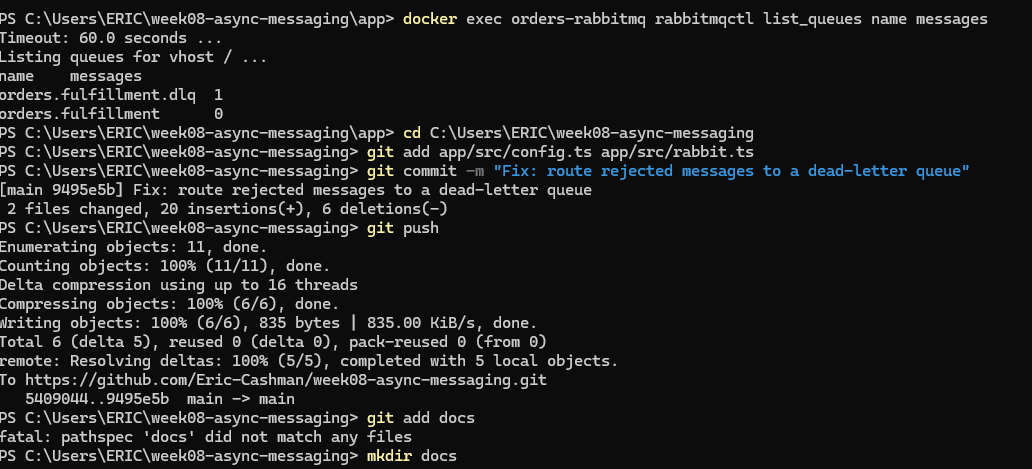 PS C:\Users\ERIC\week08-async-messaging\app> docker exec orders-rabbitmq rabbitmqctl list_queues name messages
Timeout: 60.0 seconds ...
Listing queues for vhost / ...
name    messages
orders.fulfillment.dlq  1
orders.fulfillment      0
PS C:\Users\ERIC\week08-async-messaging\app> cd C:\Users\ERIC\week08-async-messaging
PS C:\Users\ERIC\week08-async-messaging> git add app/src/config.ts app/src/rabbit.ts
PS C:\Users\ERIC\week08-async-messaging> git commit -m "Fix: route rejected messages to a dead-letter queue"
[main 9495e5b] Fix: route rejected messages to a dead-letter queue
 2 files changed, 20 insertions(+), 6 deletions(-)
PS C:\Users\ERIC\week08-async-messaging> git push
Enumerating objects: 11, done.
Counting objects: 100% (11/11), done.
Delta compression using up to 16 threads
Compressing objects: 100% (6/6), done.
Writing objects: 100% (6/6), 835 bytes | 835.00 KiB/s, done.
Total 6 (delta 5), reused 0 (delta 0), pack-reused 0 (from 0)
remote: Resolving deltas: 100% (5/5), completed with 5 local objects.
To https://github.com/Eric-Cashman/week08-async-messaging.git
   5409044..9495e5b  main -> main
PS C:\Users\ERIC\week08-async-messaging> git add docs
fatal: pathspec 'docs' did not match any files
PS C:\Users\ERIC\week08-async-messaging> mkdir docs